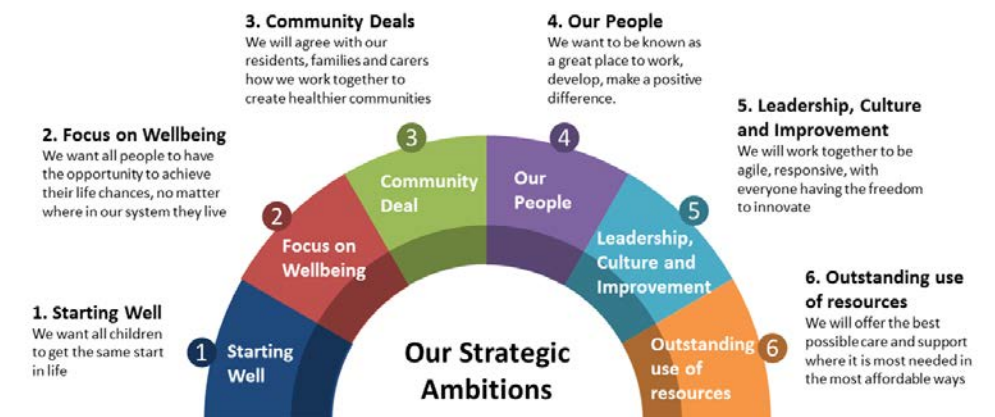 3. Community Deals
We will agree with our
residents, families and carers
how we work together to
create healthier communities
4. Our People
We want to be known as
a great place to work,
develop, make a positive
difference.
2. Focus on Wellbeing
We want all people to have
the opportunity to achieve
their life chances, no matter
where in our system they live
5. Leadership, Culture
and Improvement
We will work together to be
agile, responsive, with
everyone having the freedom
to innovate
1. Starting Well
We want all children
to get the same start
in life
6. Outstanding use
of resources
We will offer the best
possible care and support
where it is most needed in
the most affordable ways
1
Starting
Well
2
Focus on
Wellbeing
3
Community
Deal
4
Our
People
5
Leadership,
Culture and
Improvement
6
Outstanding
use of
resources
Our Strategic
Ambitions